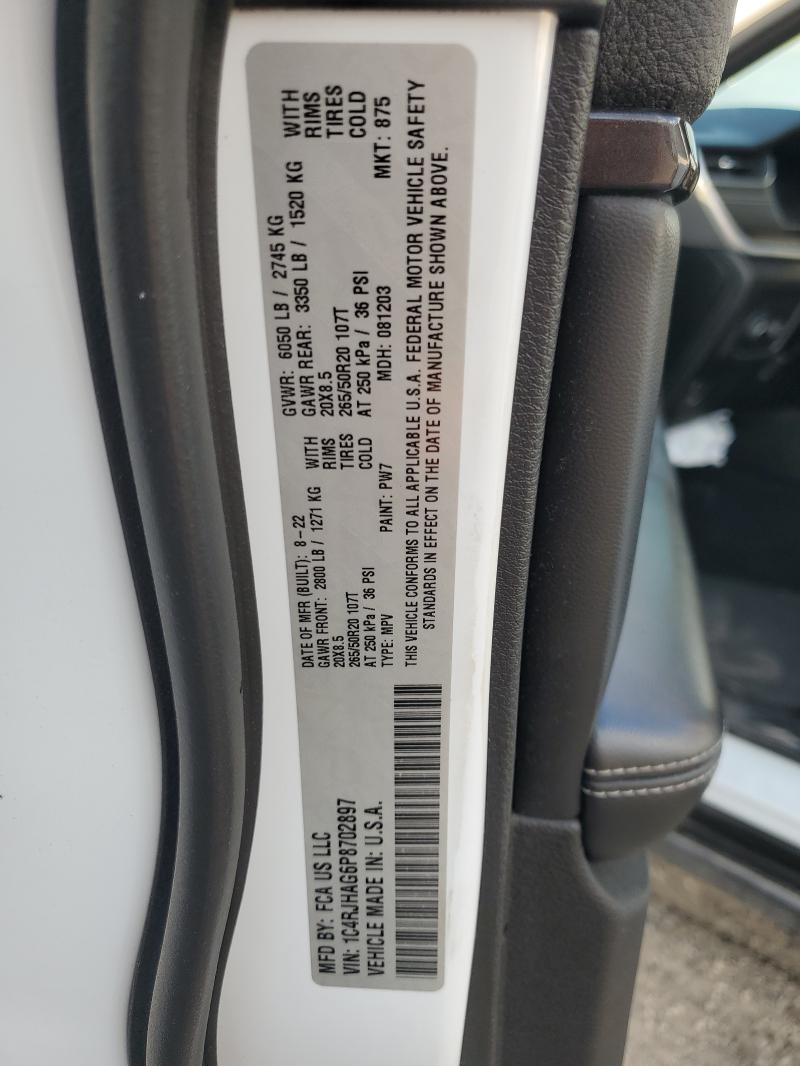 MFD BY: FCA US LLC
VIN: 1C4RJHAG6P8702897
VEHICLE MADE IN: U.S.A.
DATE OF MFR (BUILT): 8-22
GVWR: 6050 LB / 2745 KG
GAWR FRONT: 2800 LB / 1271 KG WITH
20X8.5 RIMS
265/50R20 107T TIRES
AT 250 kPa / 36 PSI COLD
GAWR REAR: 3350 LB / 1520 KG WITH
20X8.5 RIMS
265/50R20 107T TIRES
AT 250 kPa / 36 PSI COLD
TYPE: MPV PAINT: PW7 MDH: 081203 MKT: 875
THIS VEHICLE CONFORMS TO ALL APPLICABLE U.S.A. FEDERAL MOTOR VEHICLE SAFETY
STANDARDS IN EFFECT ON THE DATE OF MANUFACTURE SHOWN ABOVE.